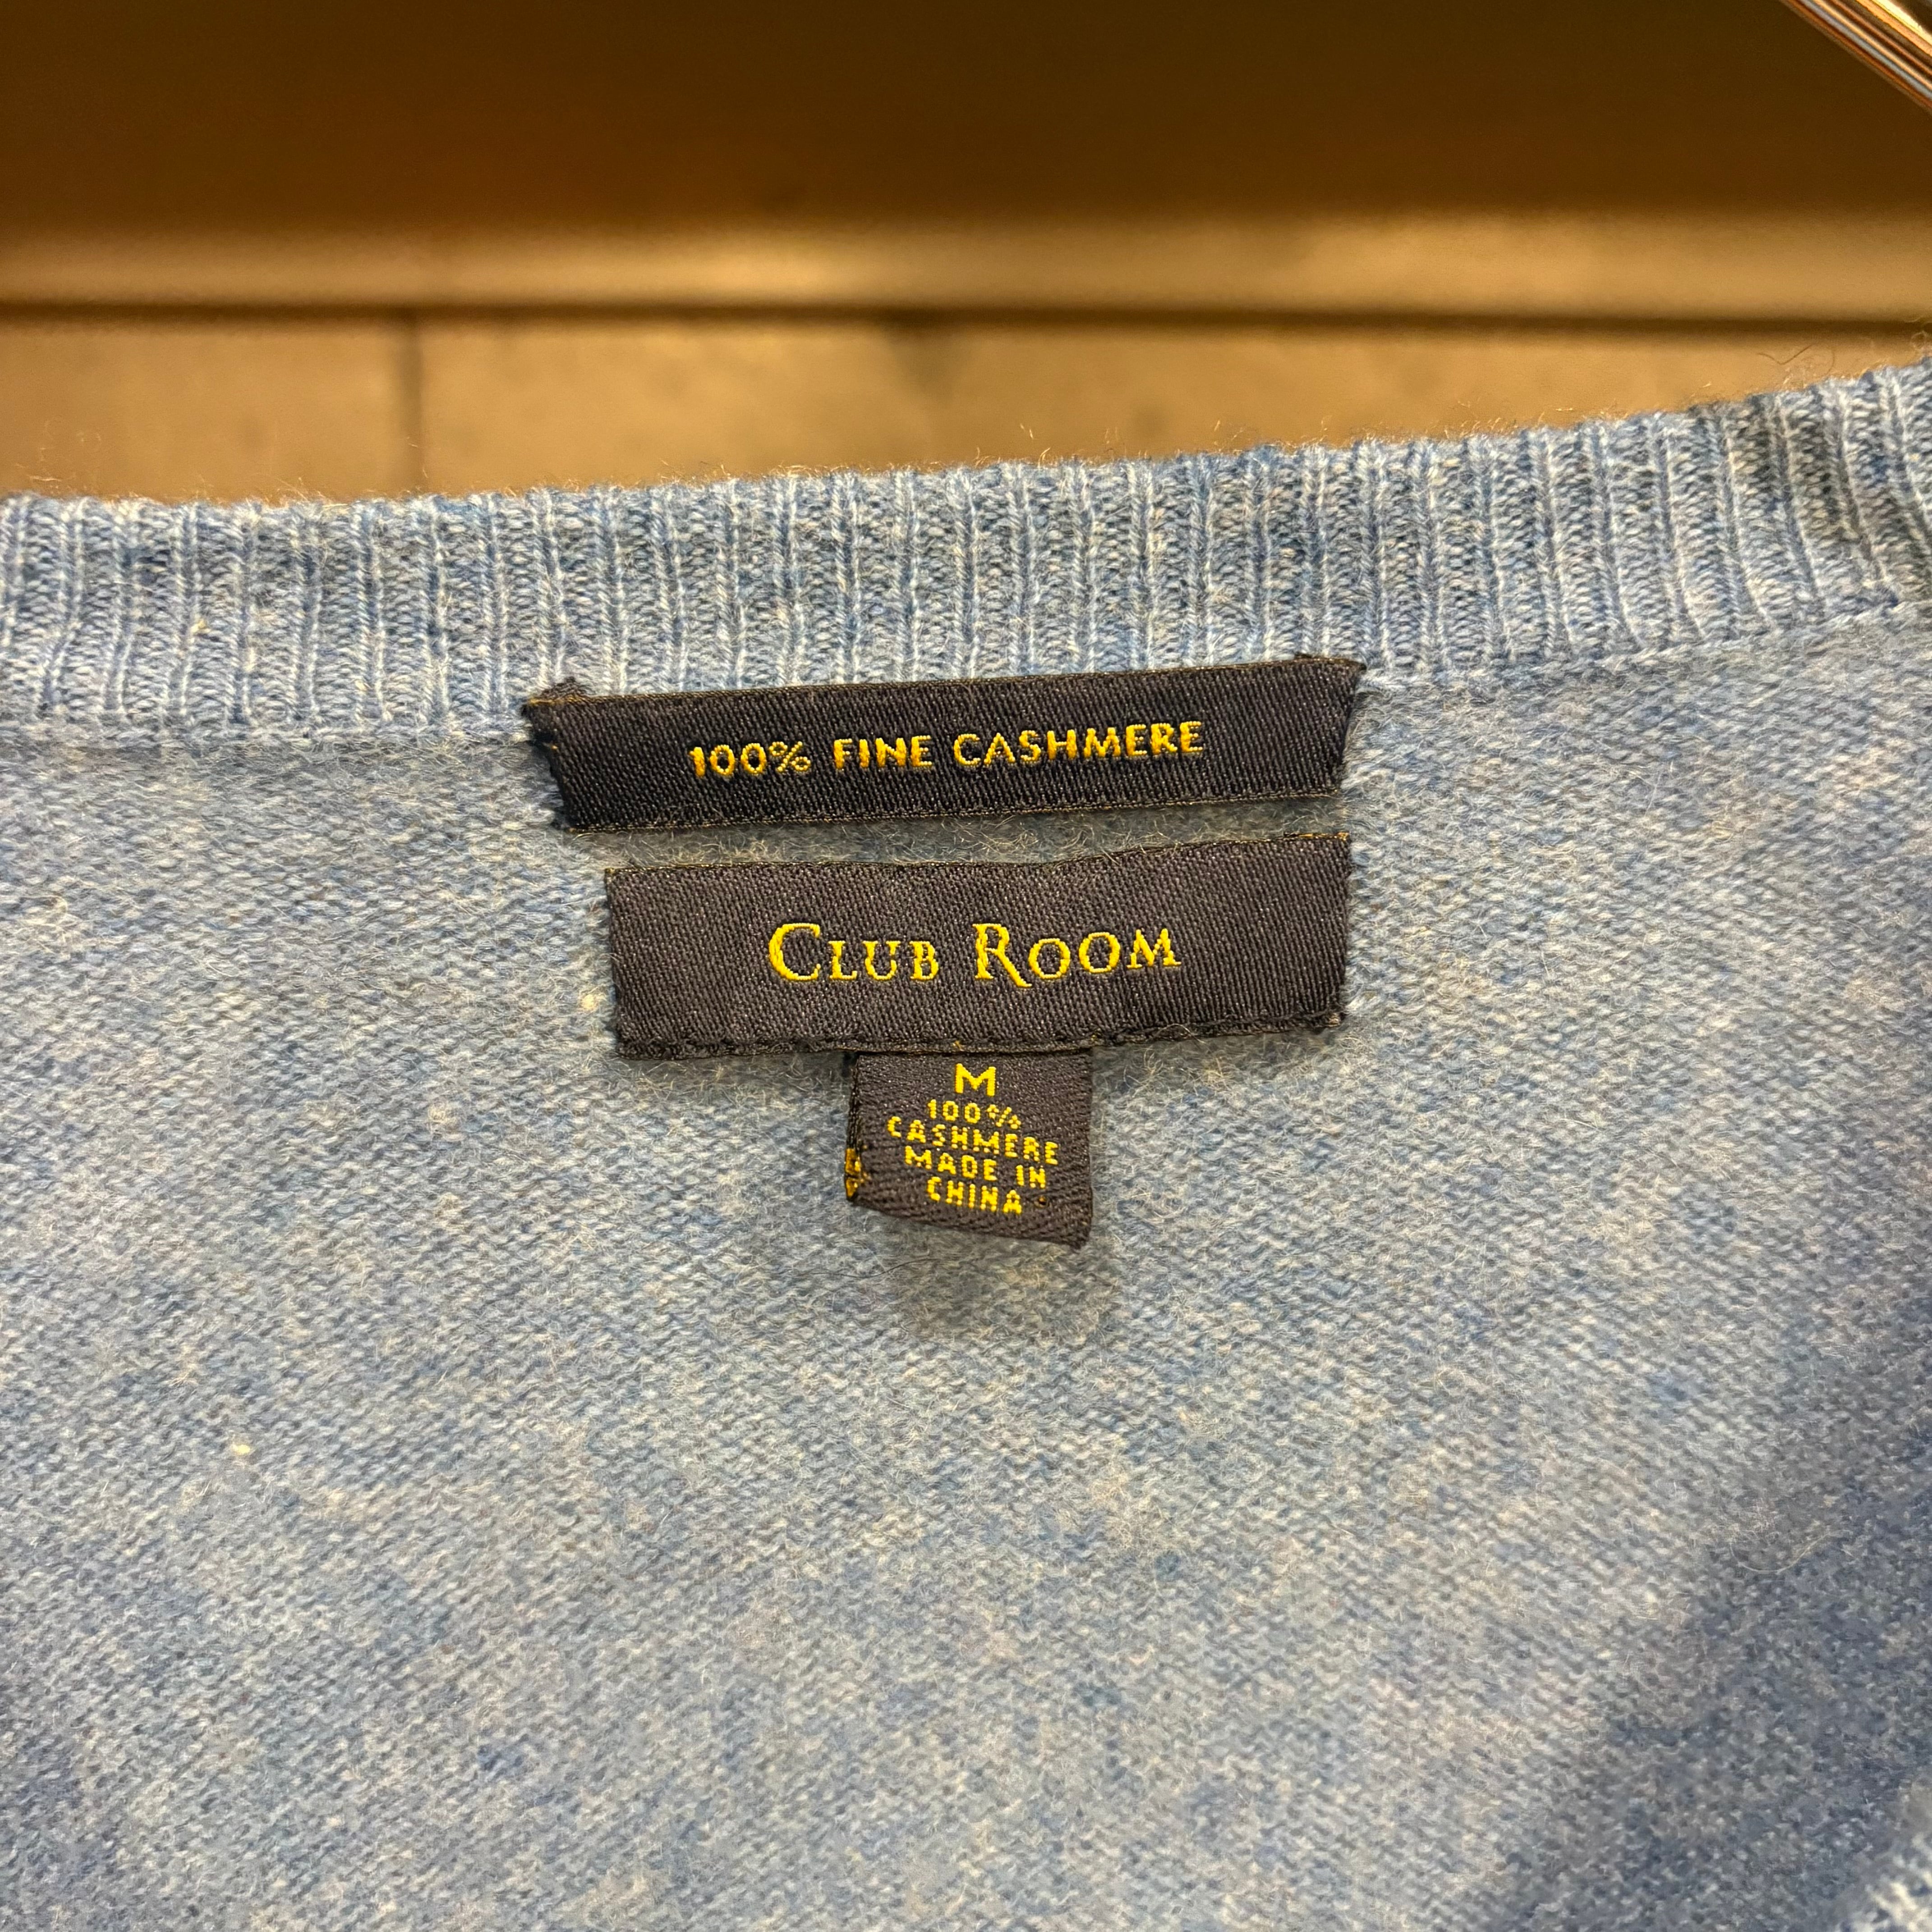 100% FINE CASHMERE
CLUB ROOM
M
100%
CASHMERE
MADE IN
CHINA